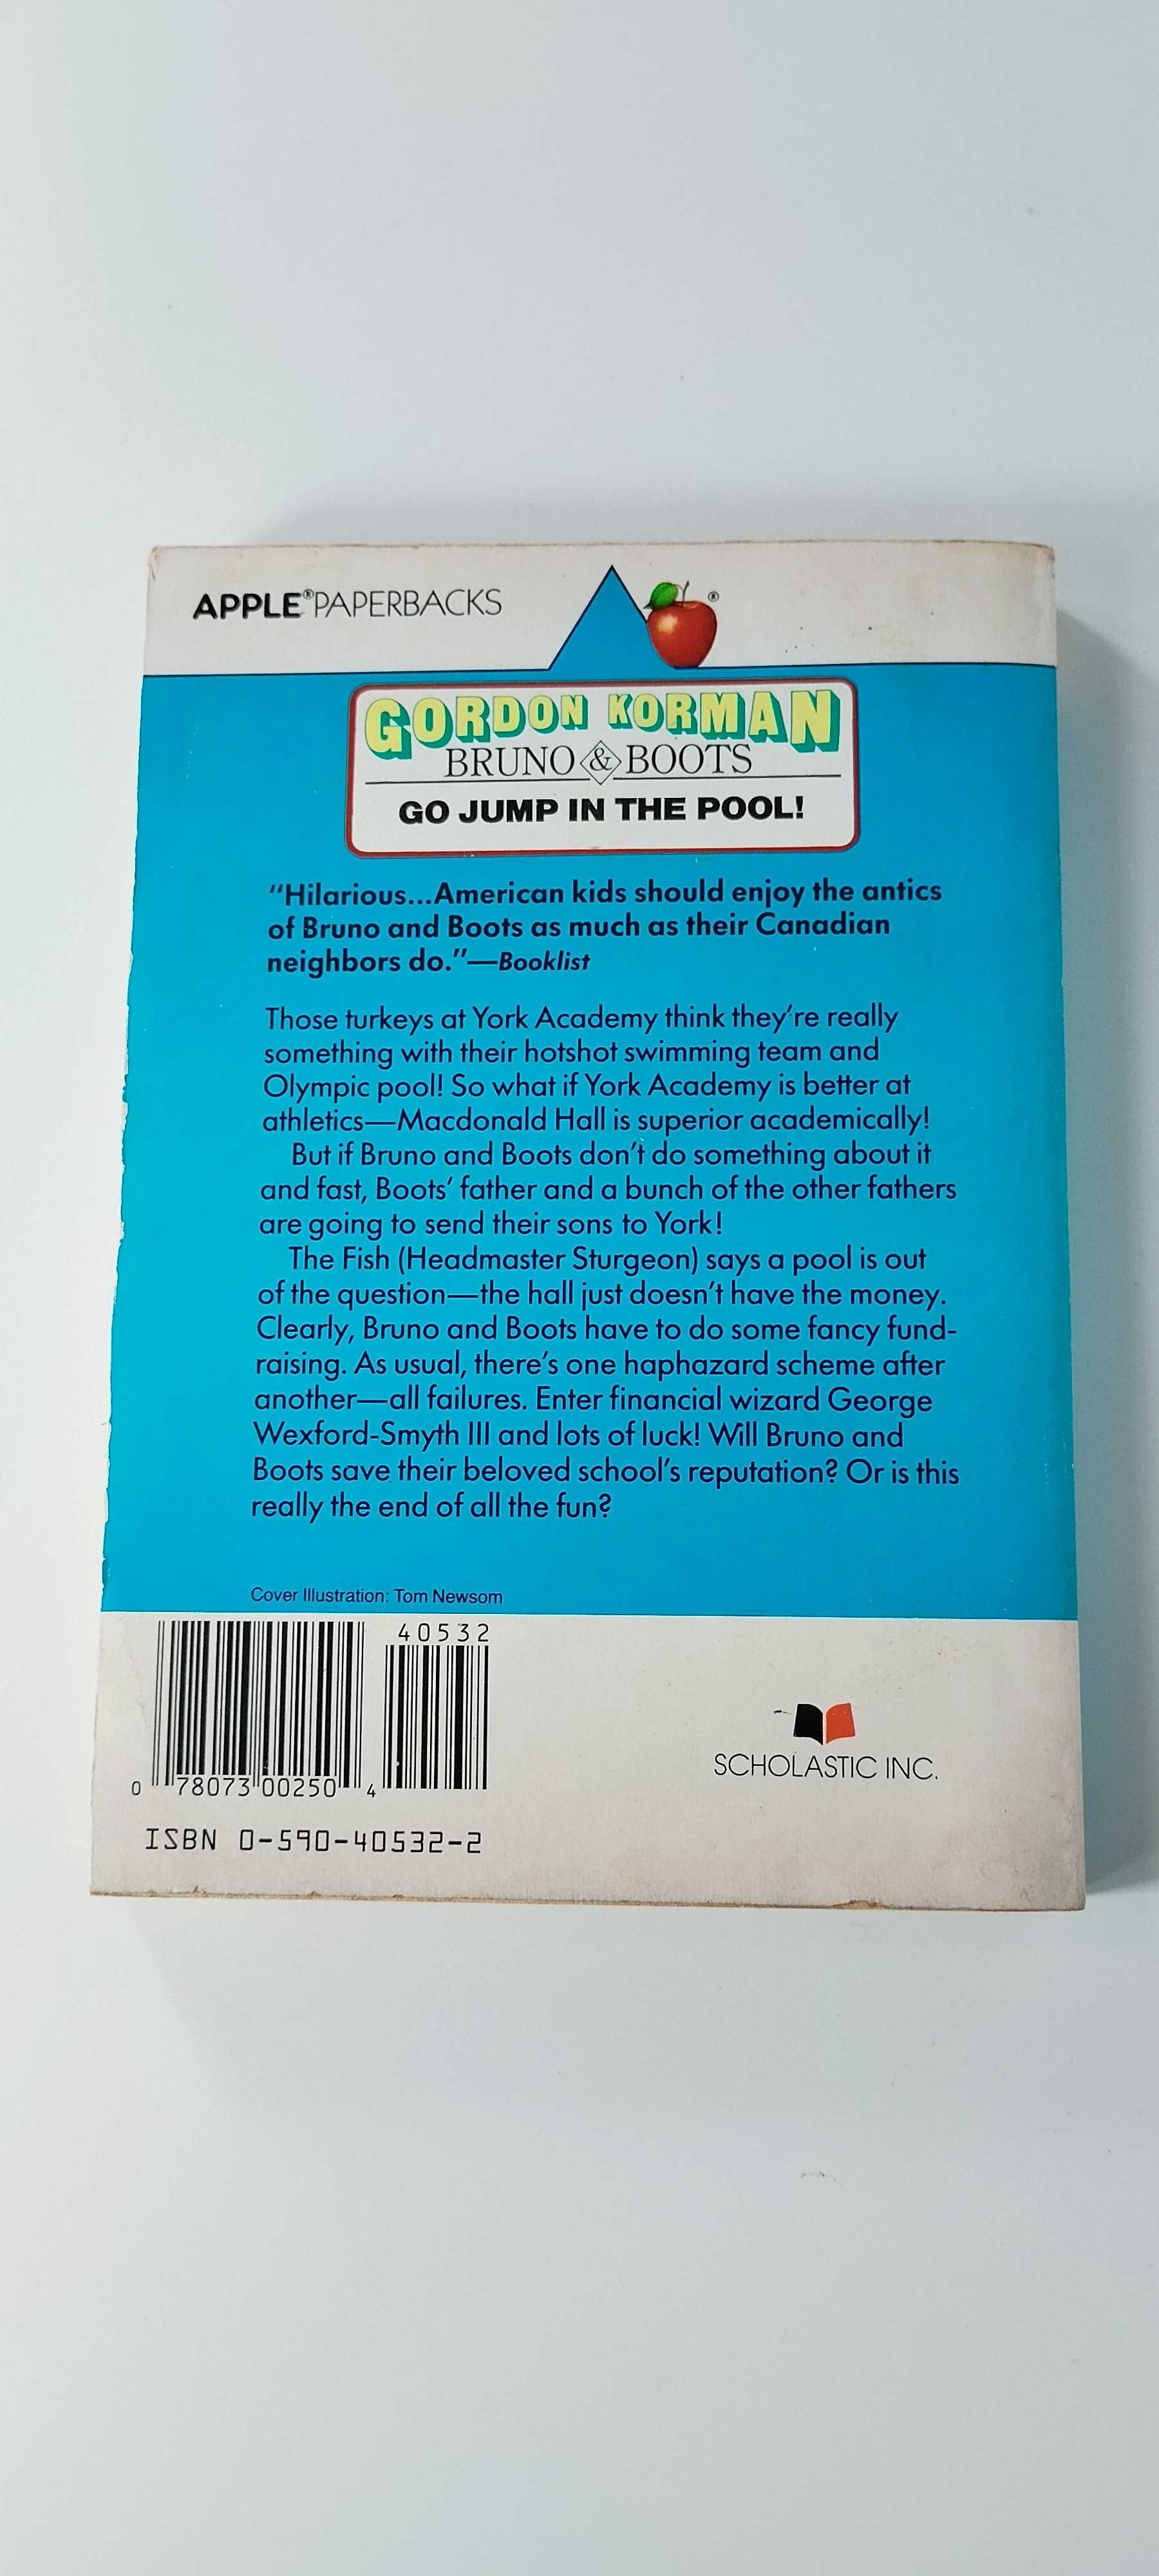 APPLE®PAPERBACKS ®
GORDON KORMAN
BRUNO & BOOTS
GO JUMP IN THE POOL!
“Hilarious...American kids should enjoy the antics
of Bruno and Boots as much as their Canadian
neighbors do.”—Booklist
Those turkeys at York Academy think they’re really
something with their hotshot swimming team and
Olympic pool! So what if York Academy is better at
athletics—Macdonald Hall is superior academically!
But if Bruno and Boots don’t do something about it
and fast, Boots’ father and a bunch of the other fathers
are going to send their sons to York!
The Fish (Headmaster Sturgeon) says a pool is out
of the question—the hall just doesn’t have the money.
Clearly, Bruno and Boots have to do some fancy fund-
raising. As usual, there’s one haphazard scheme after
another—all failures. Enter financial wizard George
Wexford-Smyth III and lots of luck! Will Bruno and
Boots save their beloved school’s reputation? Or is this
really the end of all the fun?
Cover Illustration: Tom Newsom
40532
0 78073 00250 4
ISBN 0-590-40532-2
SCHOLASTIC INC.